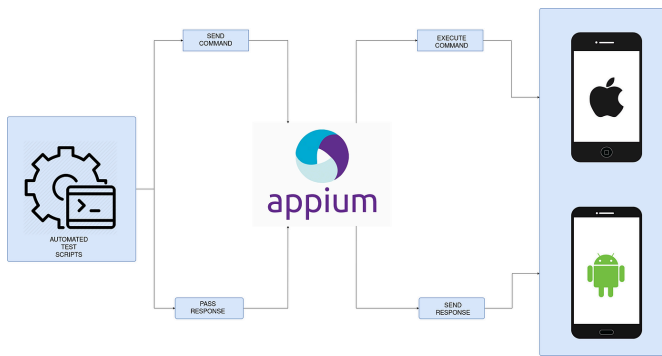 SEND
COMMAND
EXECUTE
COMMAND
appium
AUTOMATED
TEST
SCRIPTS
PASS
RESPONSE
SEND
RESPONSE